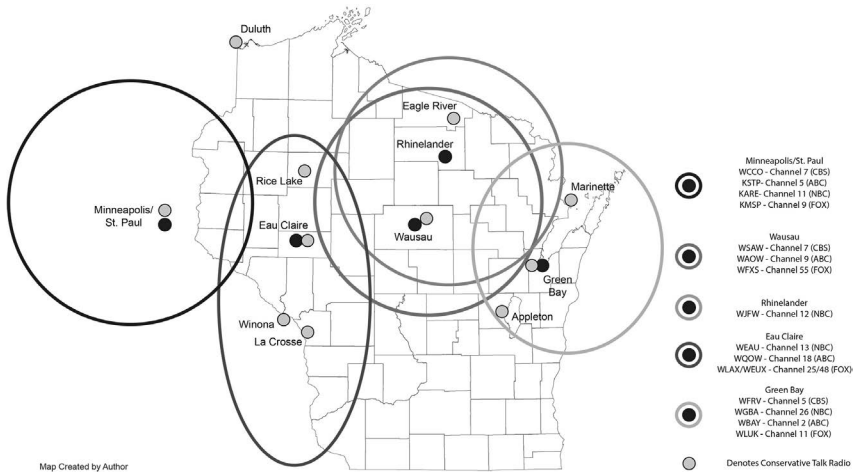 Duluth
Eagle River
Rhinelander
Rice Lake
Marinette
Minneapolis/
St. Paul
Eau Claire
Wausau
Green
Bay
Winona
La Crosse
Appleton
Minneapolis/St. Paul
WCCO - Channel 7 (CBS)
KSTP- Channel 5 (ABC)
KARE- Channel 11 (NBC)
KMSP - Channel 9 (FOX)
Wausau
WSAW - Channel 7 (CBS)
WAOW - Channel 9 (ABC)
WFXS - Channel 55 (FOX)
Rhinelander
WJFW - Channel 12 (NBC)
Eau Claire
WEAU - Channel 13 (NBC)
WQOW - Channel 18 (ABC)
WLAX/WEUX - Channel 25/48 (FOX)
Green Bay
WFRV - Channel 5 (CBS)
WGBA - Channel 26 (NBC)
WBAY - Channel 2 (ABC)
WLUK - Channel 11 (FOX)
Denotes Conservative Talk Radio
Map Created by Author